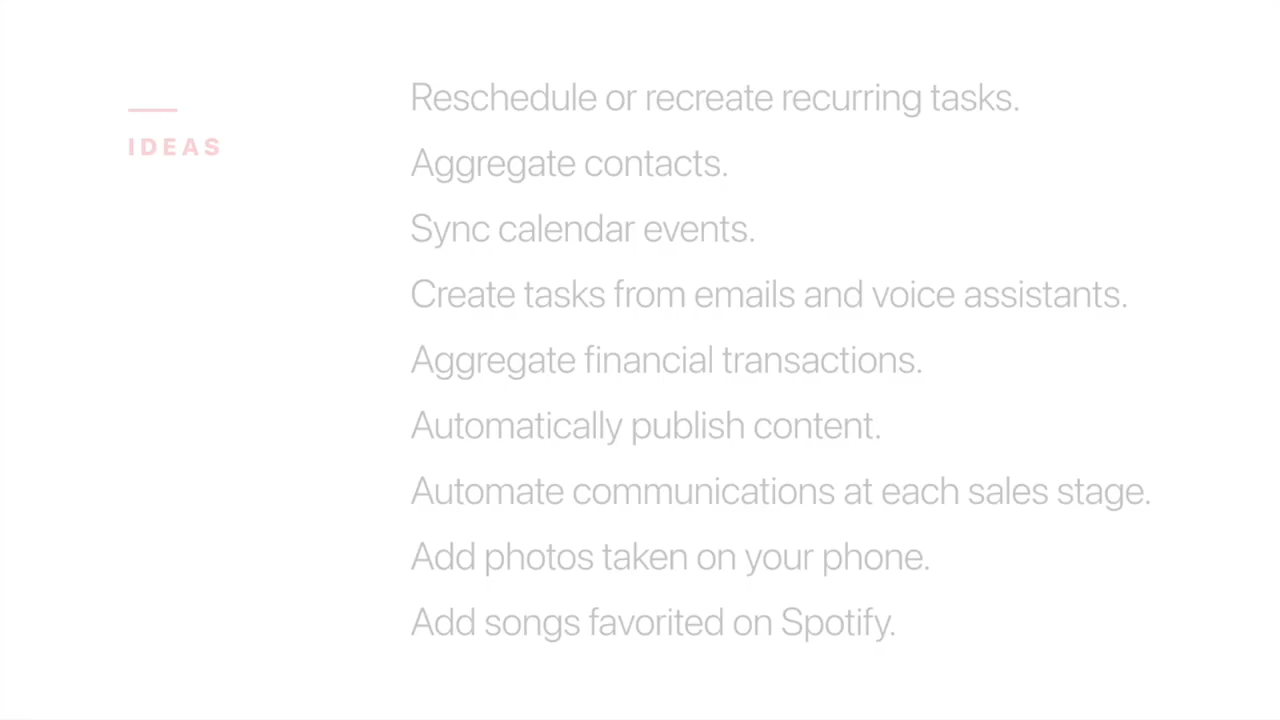 IDEAS
Reschedule or recreate recurring tasks.
Aggregate contacts.
Sync calendar events.
Create tasks from emails and voice assistants.
Aggregate financial transactions.
Automatically publish content.
Automate communications at each sales stage.
Add photos taken on your phone.
Add songs favorited on Spotify.